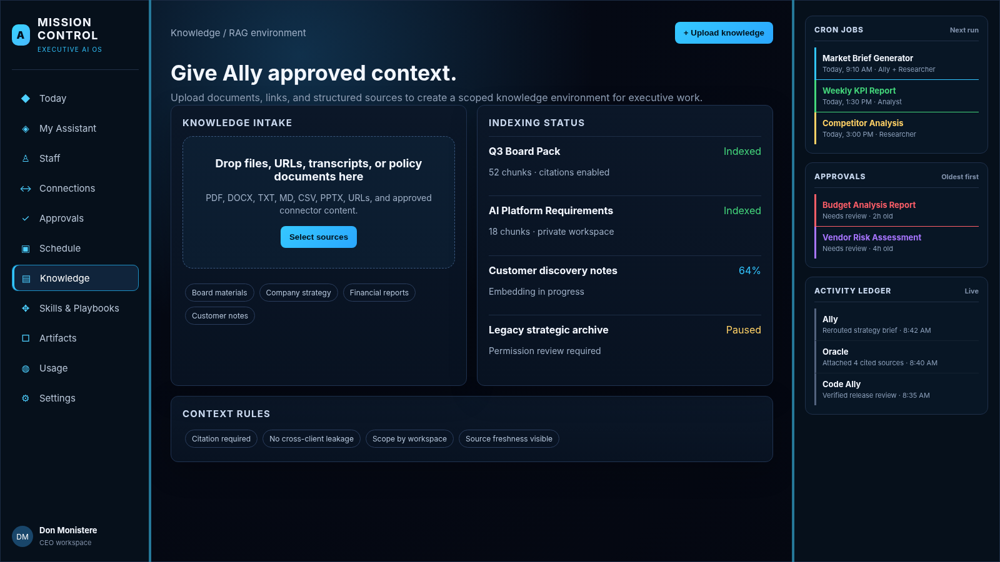 A
MISSION
CONTROL
EXECUTIVE AI OS
Today
My Assistant
Staff
Connections
Approvals
Schedule
Knowledge
Skills & Playbooks
Artifacts
Usage
Settings
DM
Don Monistere
CEO workspace
Knowledge / RAG environment
+ Upload knowledge
Give Ally approved context.
Upload documents, links, and structured sources to create a scoped knowledge environment for executive work.
KNOWLEDGE INTAKE
Drop files, URLs, transcripts, or policy
documents here
PDF, DOCX, TXT, MD, CSV, PPTX, URLs, and approved
connector content.
Select sources
Board materials
Company strategy
Financial reports
Customer notes
INDEXING STATUS
Q3 Board Pack
Indexed
52 chunks · citations enabled
AI Platform Requirements
Indexed
18 chunks · private workspace
Customer discovery notes
64%
Embedding in progress
Legacy strategic archive
Paused
Permission review required
CONTEXT RULES
Citation required
No cross-client leakage
Scope by workspace
Source freshness visible
CRON JOBS
Next run
Market Brief Generator
Today, 9:10 AM · Ally + Researcher
Weekly KPI Report
Today, 1:30 PM · Analyst
Competitor Analysis
Today, 3:00 PM · Researcher
APPROVALS
Oldest first
Budget Analysis Report
Needs review · 2h old
Vendor Risk Assessment
Needs review · 4h old
ACTIVITY LEDGER
Live
Ally
Rerouted strategy brief · 8:42 AM
Oracle
Attached 4 cited sources · 8:40 AM
Code Ally
Verified release review · 8:35 AM